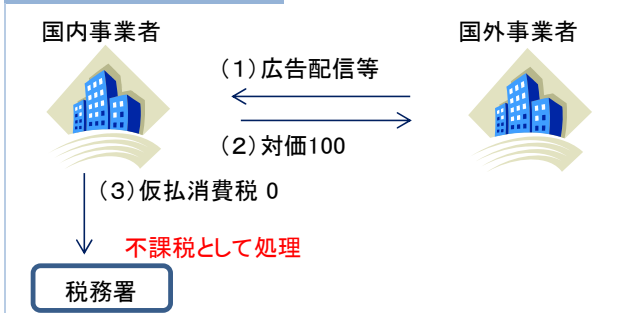 国内事業者
国外事業者
（1）広告配信等
（２）対価100
（３）仮払消費税 0
不課税として処理
税務署